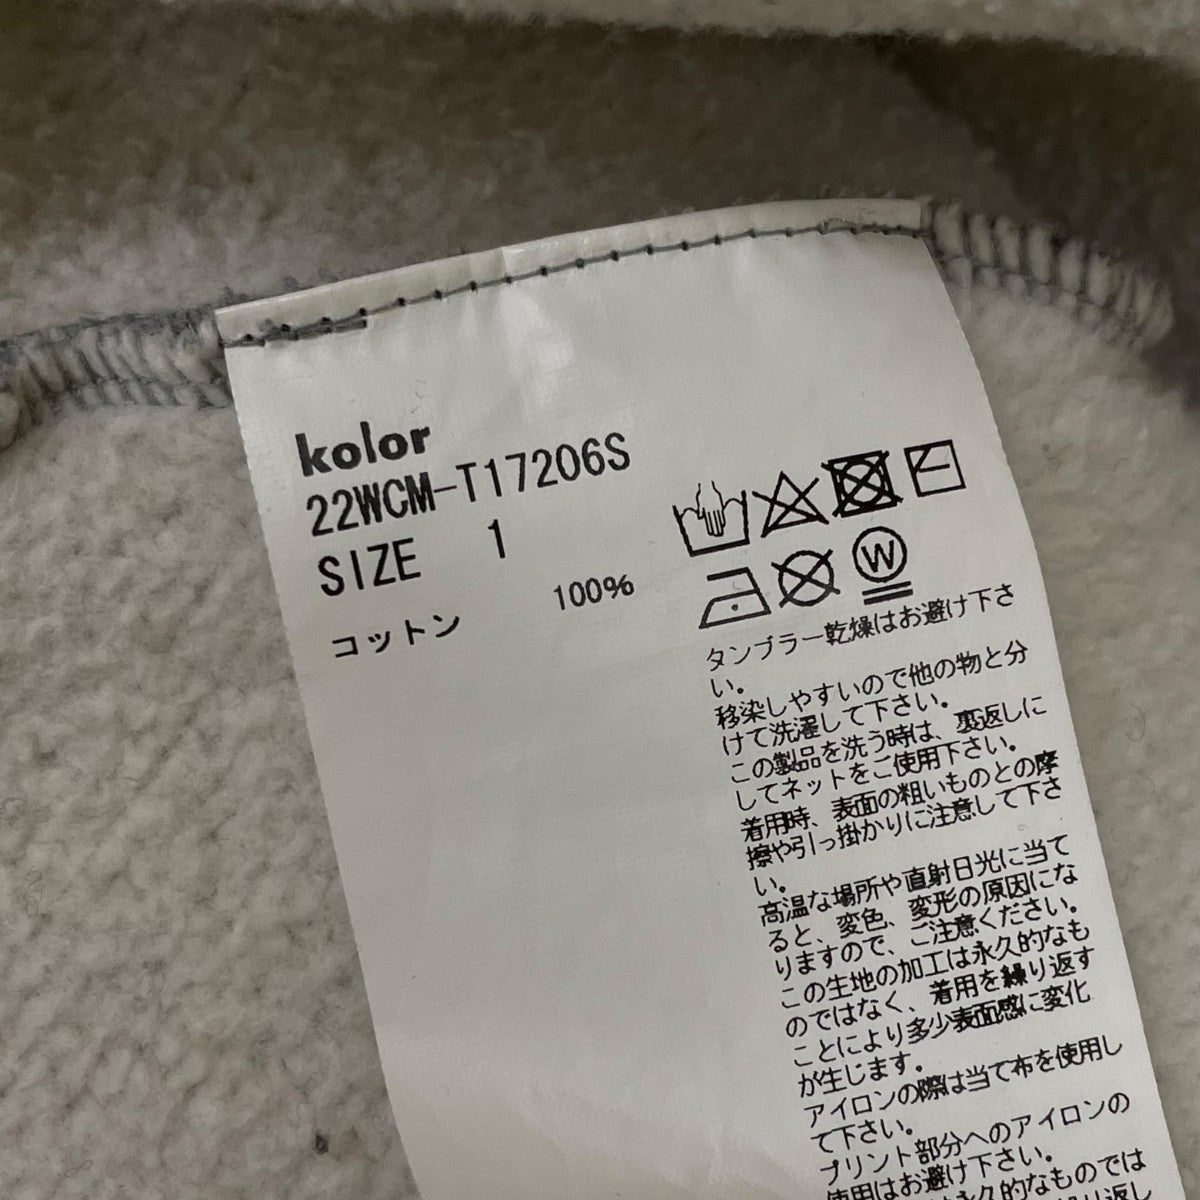 kolor
22WCM-T17206S
SIZE 1
コットン 100%
W
タンブラー乾燥はお避け下さ
い。
移染しやすいので他の物と分
けて洗濯して下さい。
この製品を洗う時は、裏返しに
してネットをご使用下さい。
着用時、表面の粗いものとの摩
擦や引っ掛かりに注意して下さ
い。
高温な場所や直射日光に当て
ると、変色、変形の原因にな
りますので、ご注意ください。
この生地の加工は永久的なも
のではなく、着用を繰り返す
ことにより多少表面感に変化
が生じます。
アイロンの際は当て布を使用し
て下さい。
プリント部分へのアイロンの
使用はお避け下さい。
永久的なものでは
り返し